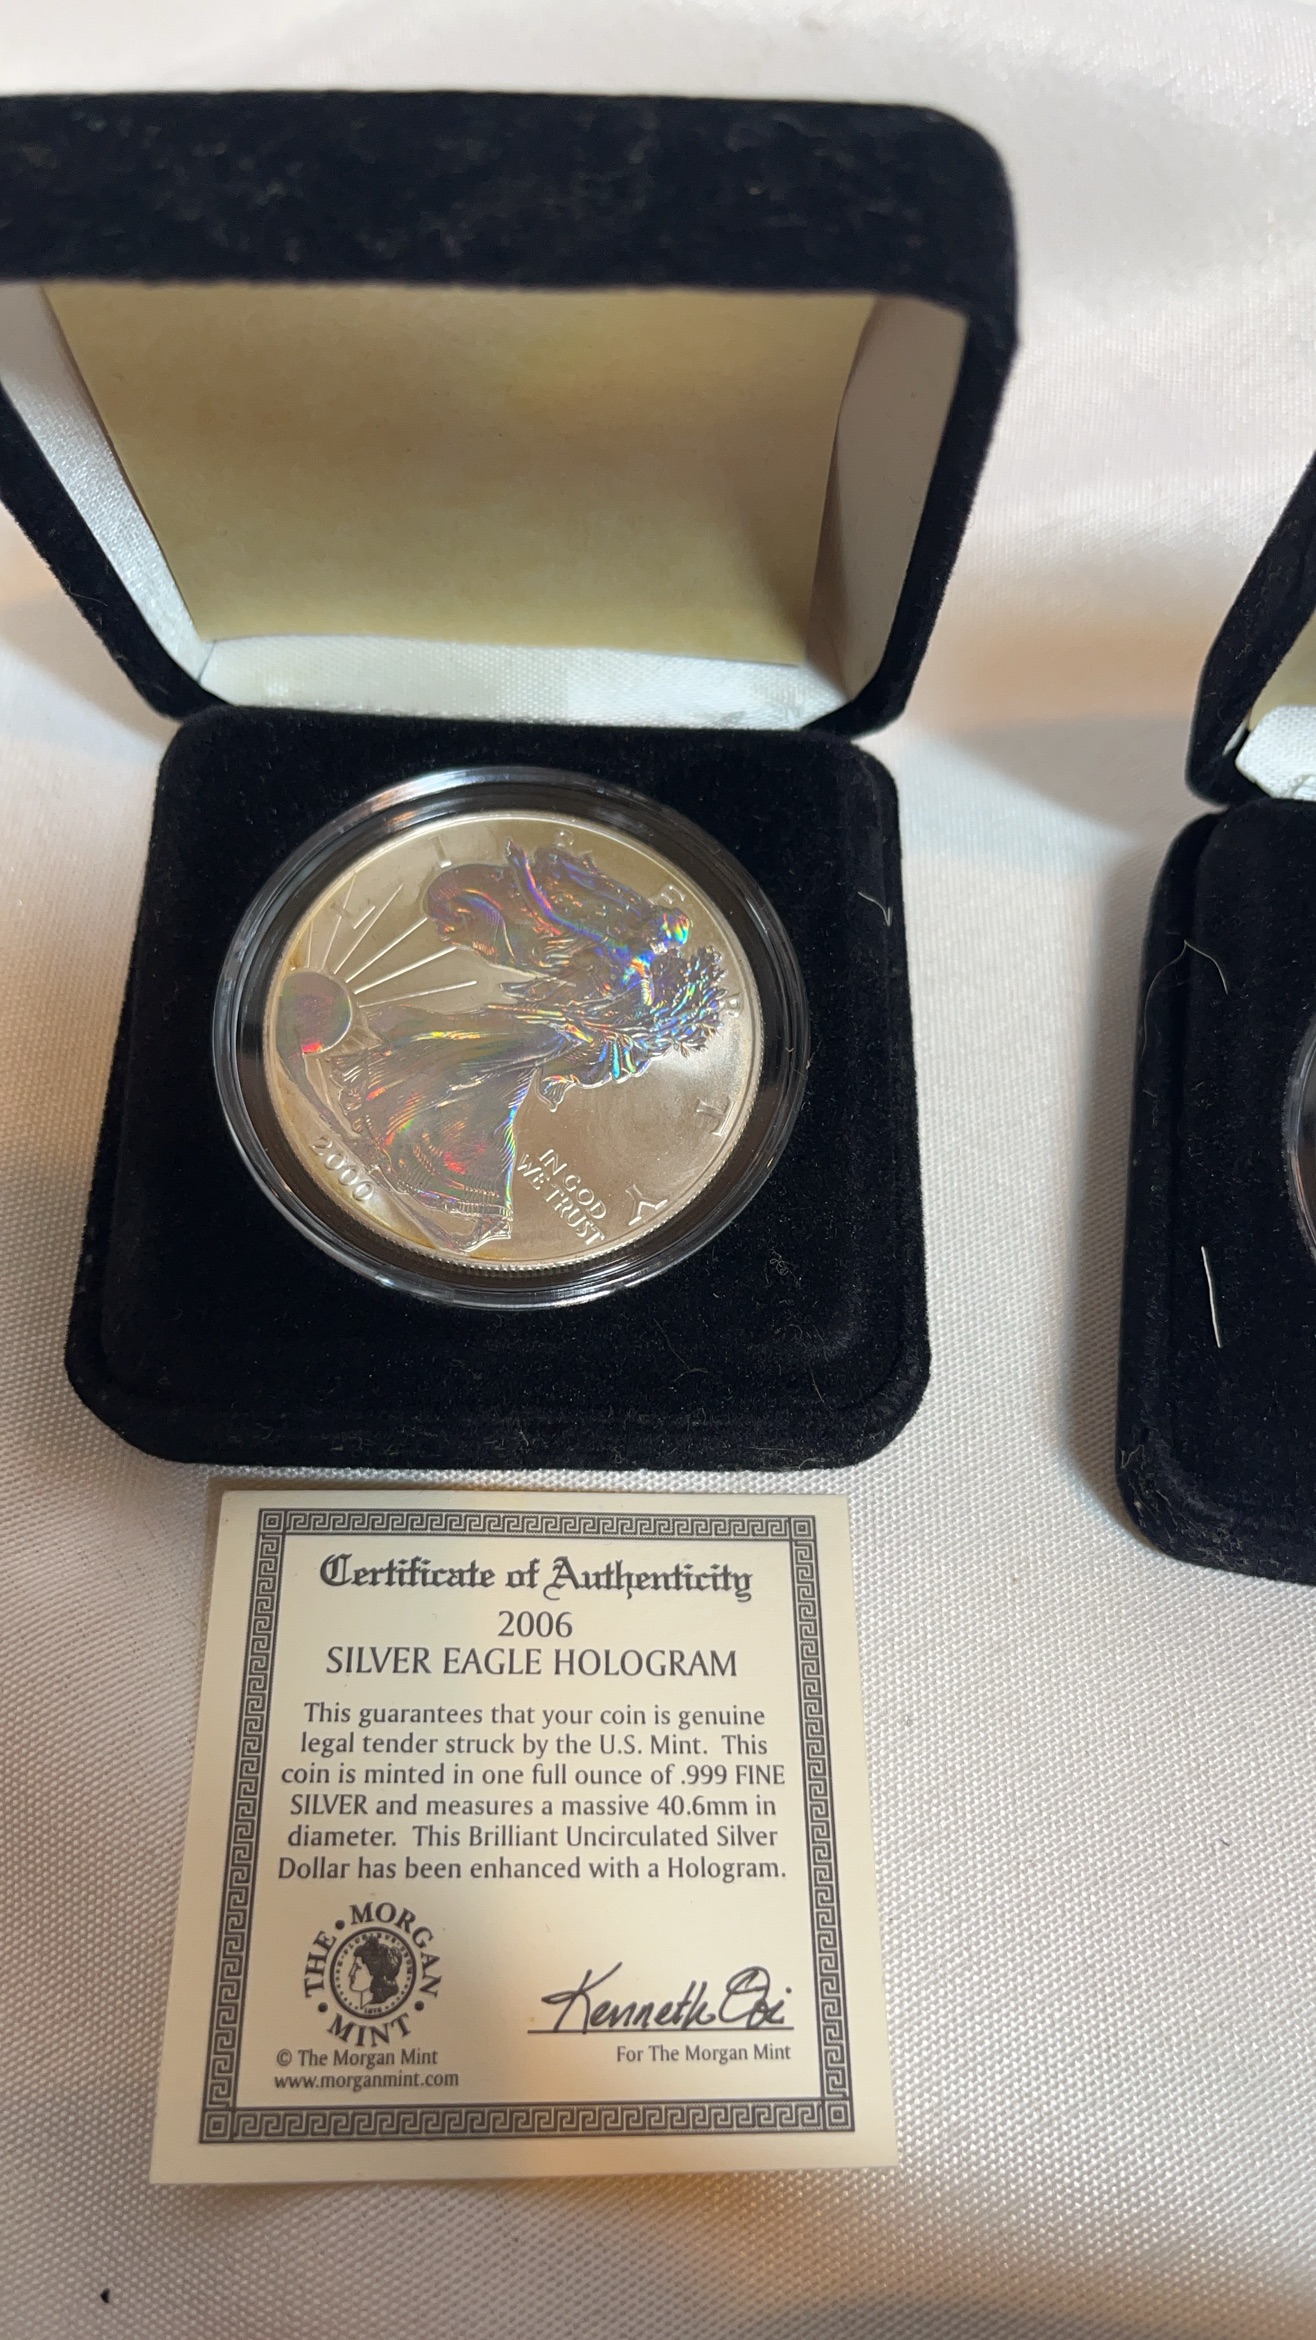 LIBERTY
2000
IN GOD
WE TRUST
Certificate of Authenticity
2006
SILVER EAGLE HOLOGRAM
This guarantees that your coin is genuine
legal tender struck by the U.S. Mint. This
coin is minted in one full ounce of .999 FINE
SILVER and measures a massive 40.6mm in
diameter. This Brilliant Uncirculated Silver
Dollar has been enhanced with a Hologram.
THE • MORGAN • MINT •
Kenneth
© The Morgan Mint
www.morganmint.com
For The Morgan Mint